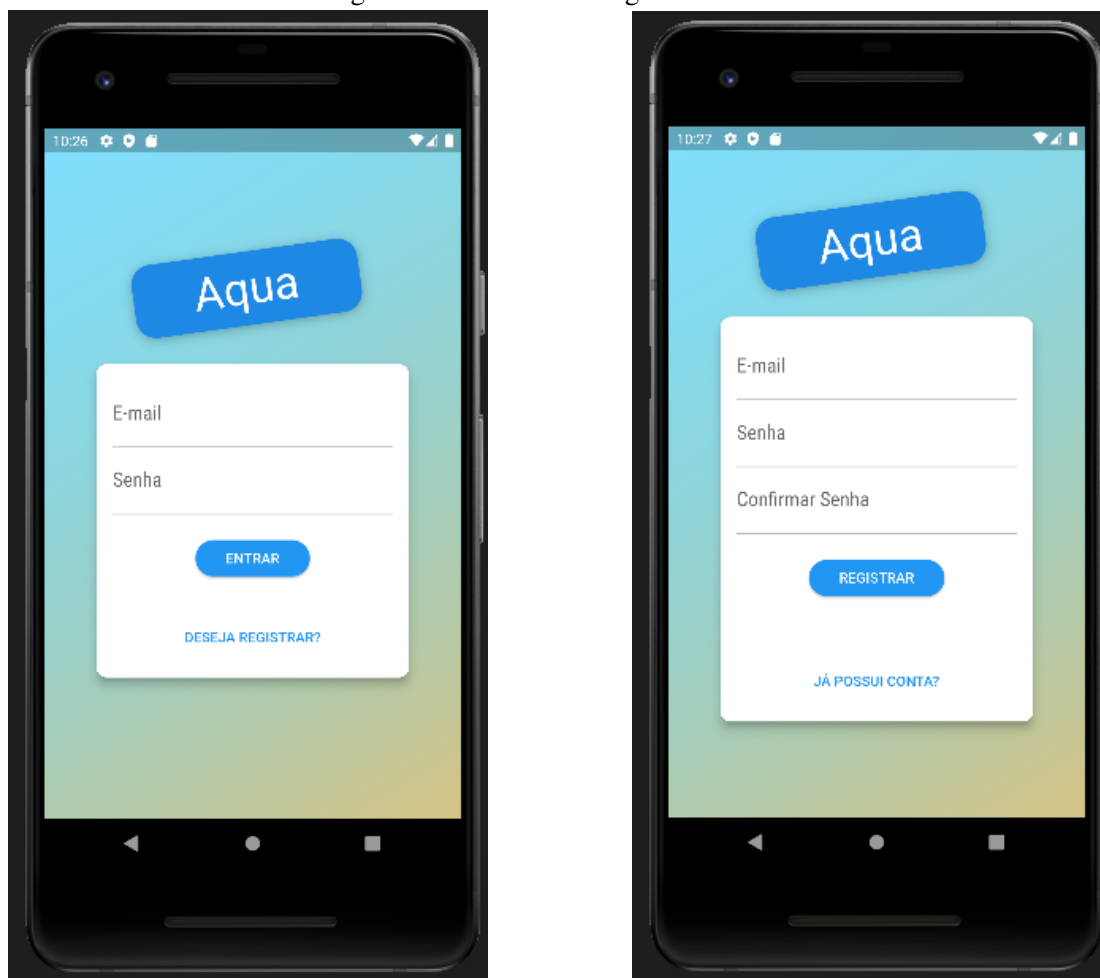 10:26
Aqua
E-mail
Senha
ENTRAR
DESEJA REGISTRAR?
10:27
Aqua
E-mail
Senha
Confirmar Senha
REGISTRAR
JÁ POSSUI CONTA?